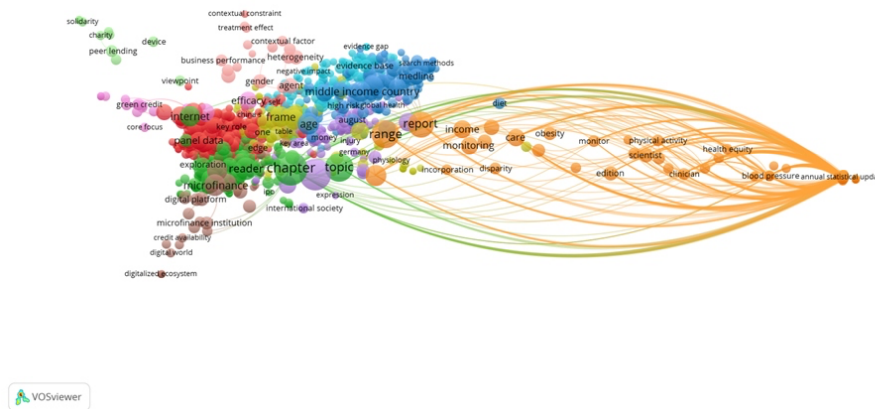 contextual constraint
solidarity
treatment effect
charity
device
contextual factor
peer lending
evidence gap
business performance
heterogeneity
search methods
evidence base
negative impact
medline
viewpoint
gender
agent
middle income country
green credit
efficacy
high risk
global health
diet
internet
frame
august
core focus
key role
one
table
age
report
range
income
obesity
money
care
panel data
edge
key area
injury
monitoring
monitor
physical activity
germany
health equity
scientist
exploration
physiology
reader
chapter
topic
incorporation
disparity
edition
clinician
blood pressure
annual statistical upda
microfinance
ipo
expression
digital platform
international society
microfinance institution
credit availability
digital world
digitalized ecosystem
VOSviewer